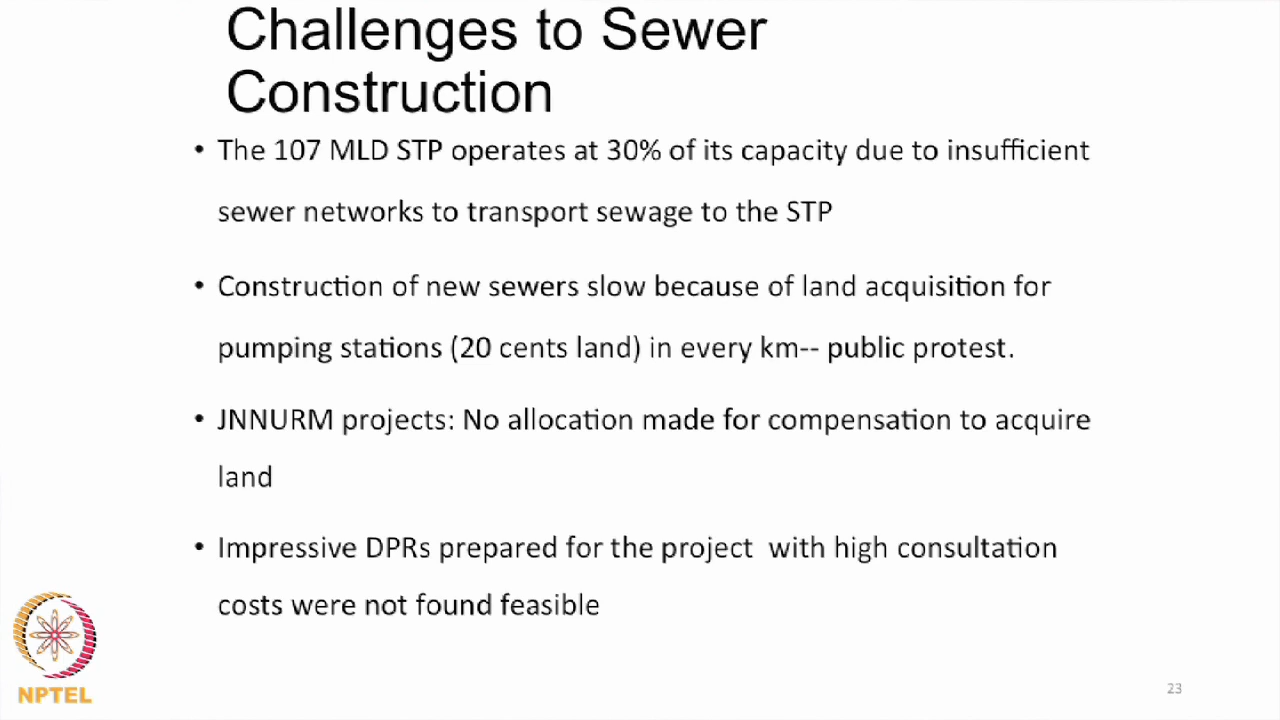 Challenges to Sewer
Construction
• The 107 MLD STP operates at 30% of its capacity due to insufficient
sewer networks to transport sewage to the STP
• Construction of new sewers slow because of land acquisition for
pumping stations (20 cents land) in every km-- public protest.
• JNNURM projects: No allocation made for compensation to acquire
land
• Impressive DPRs prepared for the project  with high consultation
costs were not found feasible
NPTEL
23